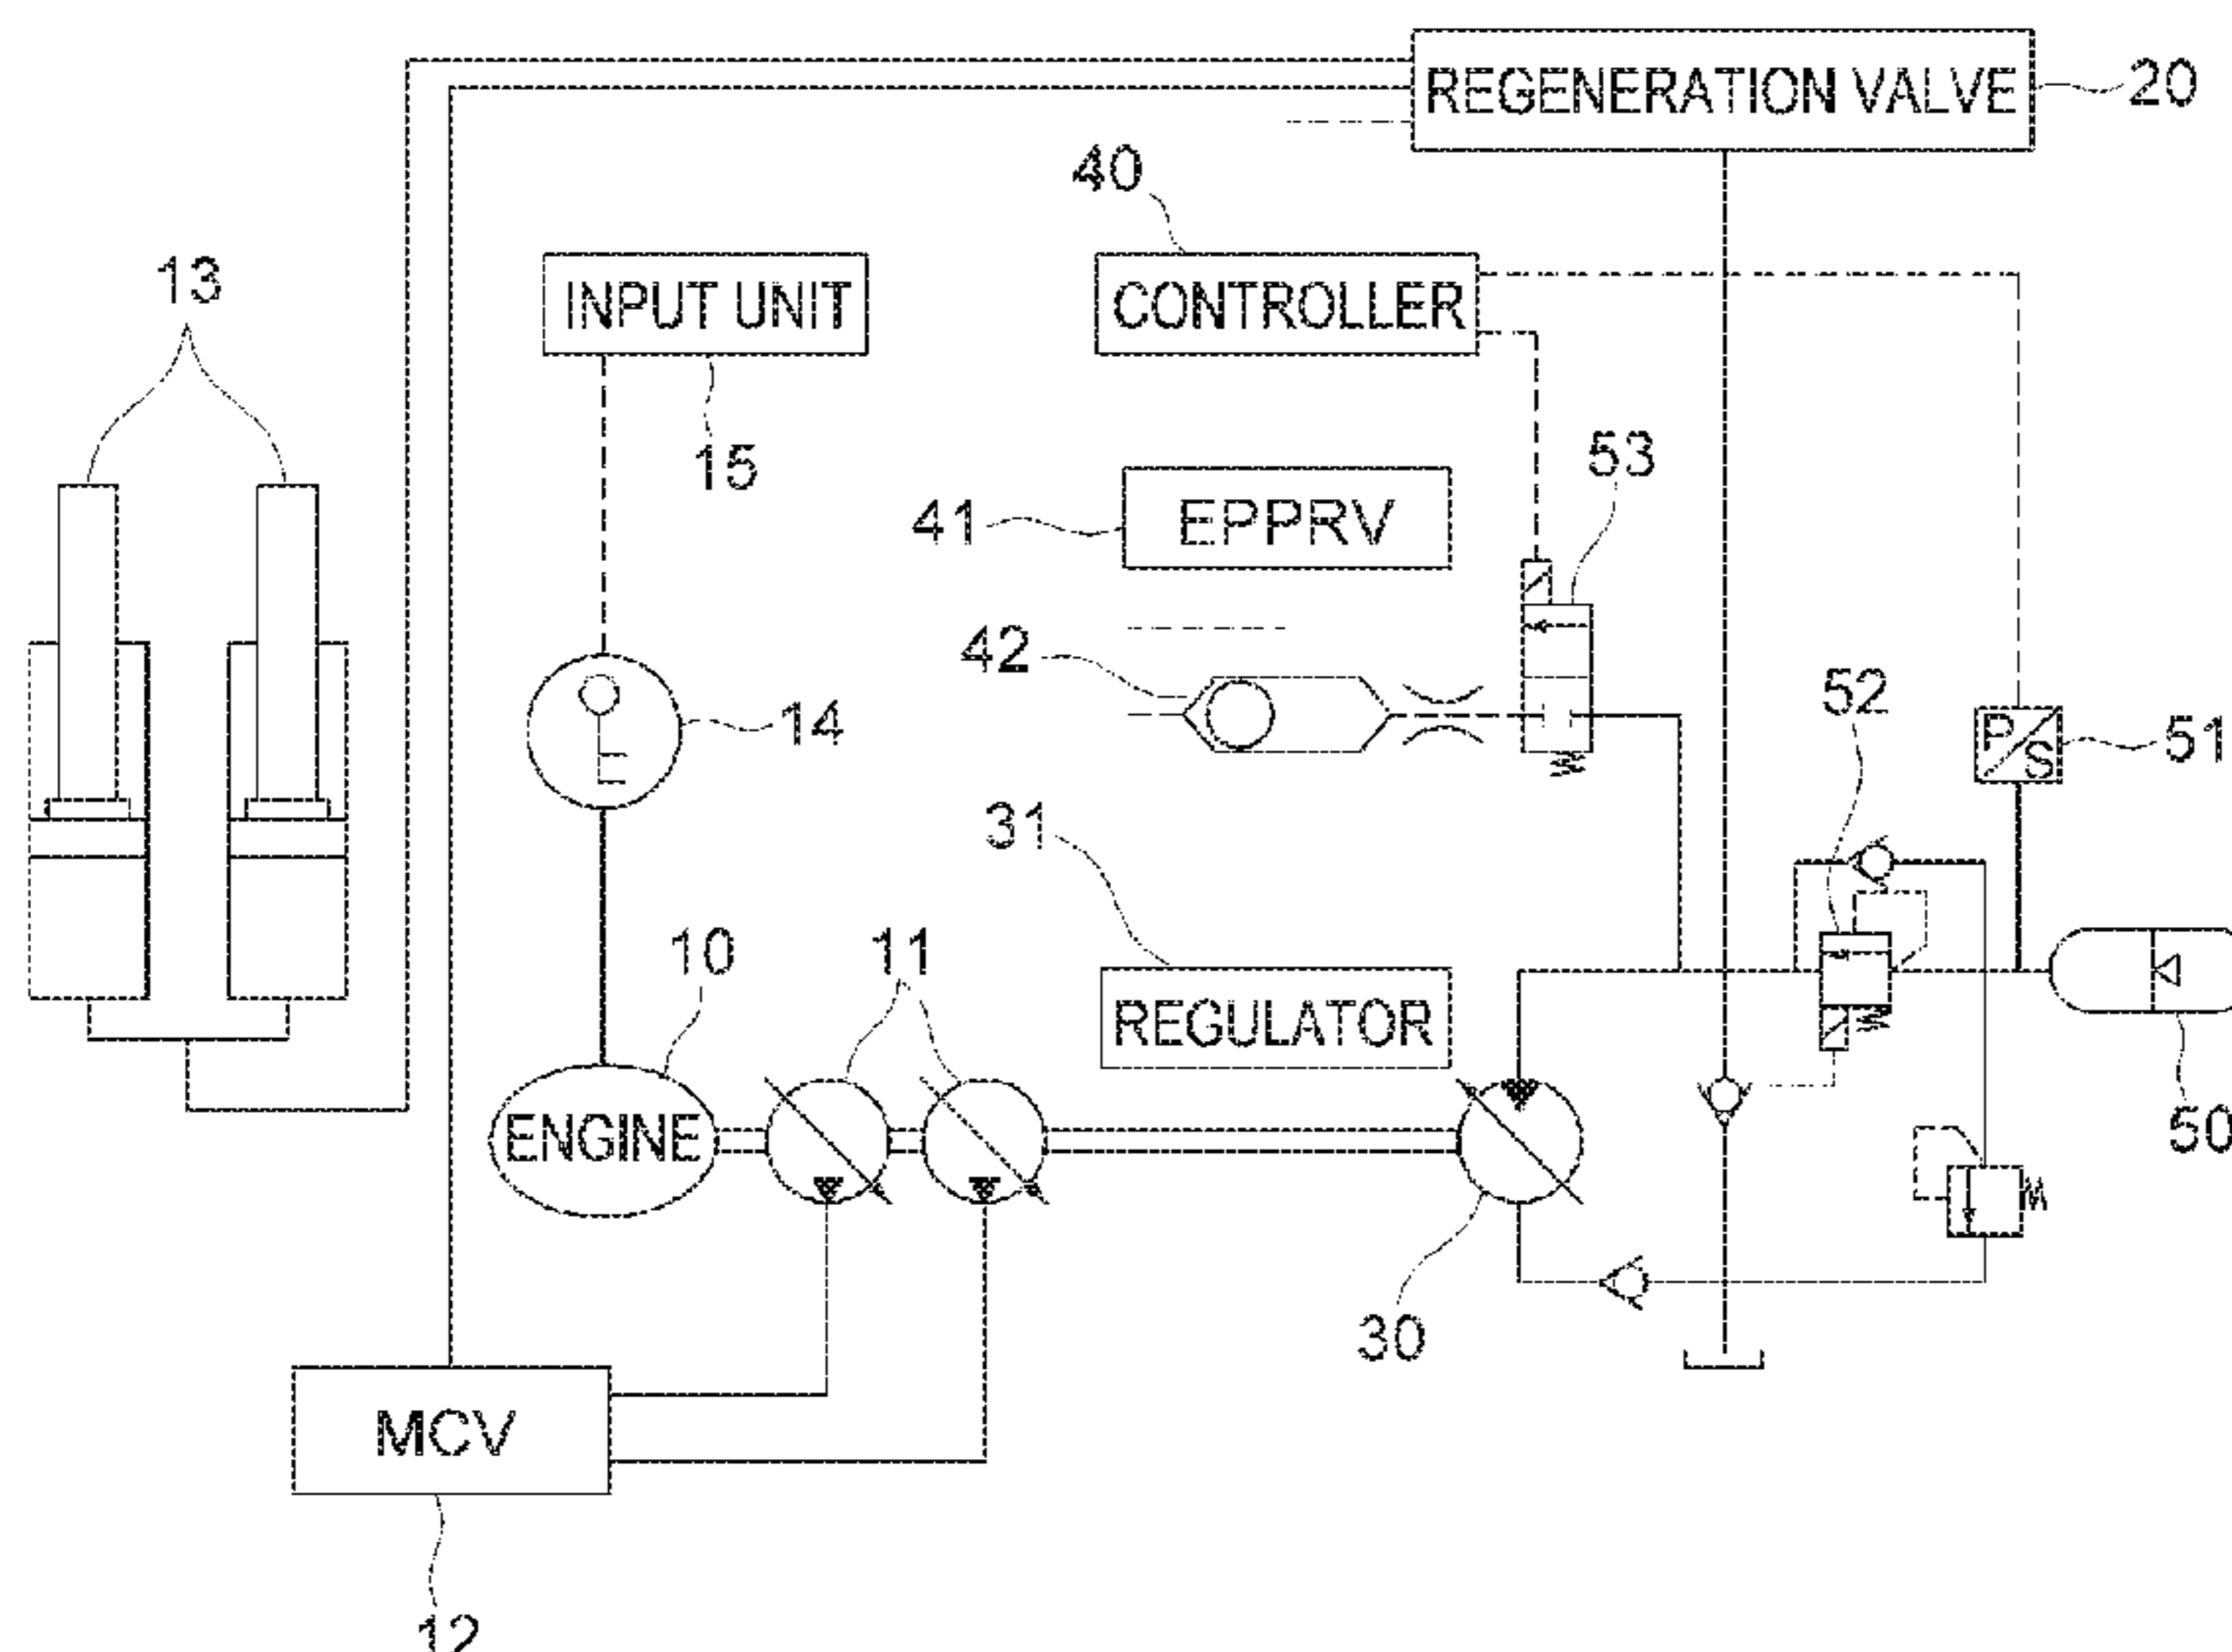 REGENERATION VALVE
20
40
13
INPUT UNIT
CONTROLLER
15
53
41
EPPRV
42
52
14
P/S
51
31
10
11
REGULATOR
ENGINE
50
30
MCV
12